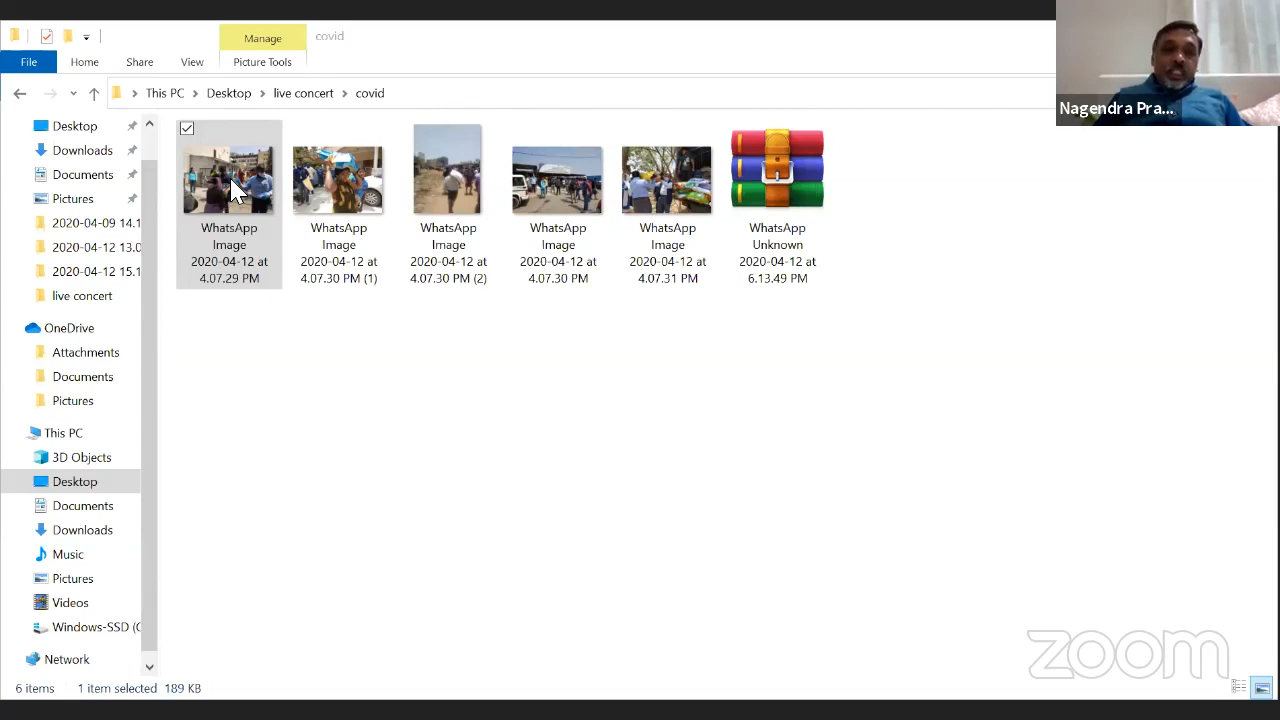 Manage
covid
File
Home
Share
View
Picture Tools
This PC
Desktop
live concert
covid
Nagendra Pra...
Desktop
Downloads
Documents
Pictures
2020-04-09 14.1
2020-04-12 13.0
2020-04-12 15.1
live concert
OneDrive
Attachments
Documents
Pictures
This PC
3D Objects
Desktop
Documents
Downloads
Music
Pictures
Videos
Windows-SSD (C
Network
WhatsApp
Image
2020-04-12 at
4.07.29 PM
WhatsApp
Image
2020-04-12 at
4.07.30 PM (1)
WhatsApp
Image
2020-04-12 at
4.07.30 PM (2)
WhatsApp
Image
2020-04-12 at
4.07.30 PM
WhatsApp
Image
2020-04-12 at
4.07.31 PM
WhatsApp
Unknown
2020-04-12 at
6.13.49 PM
6 items
1 item selected
189 KB
zoom